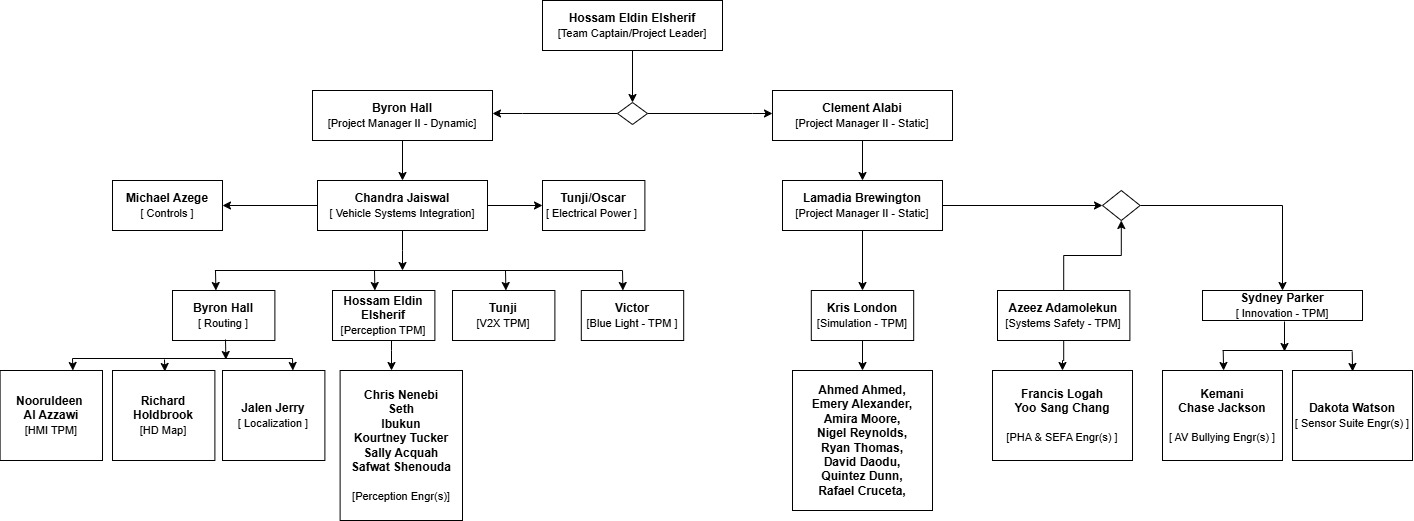 Hossam Eldin Elsherif
[Team Captain/Project Leader]
Byron Hall
[Project Manager II - Dynamic]
Clement Alabi
[Project Manager II - Static]
Michael Azege
[ Controls ]
Chandra Jaiswal
[ Vehicle Systems Integration]
Tunji/Oscar
[ Electrical Power ]
Lamadia Brewington
[Project Manager II - Static]
Byron Hall
[ Routing ]
Hossam Eldin
Elsherif
[Perception TPM]
Tunji
[V2X TPM]
Victor
[Blue Light - TPM ]
Kris London
[Simulation - TPM]
Azeez Adamolekun
[Systems Safety - TPM]
Sydney Parker
[ Innovation - TPM]
Nooruldeen
Al Azzawi
[HMI TPM]
Richard
Holdbrook
[HD Map]
Jalen Jerry
[ Localization ]
Chris Nenebi
Seth
Ibukun
Kourtney Tucker
Sally Acquah
Safwat Shenouda
[Perception Engr(s)]
Ahmed Ahmed,
Emery Alexander,
Amira Moore,
Nigel Reynolds,
Ryan Thomas,
David Daodu,
Quintez Dunn,
Rafael Cruceta,
Francis Logah
Yoo Sang Chang
[PHA & SEFA Engr(s)]
Kemani
Chase Jackson
[ AV Bullying Engr(s) ]
Dakota Watson
[ Sensor Suite Engr(s) ]